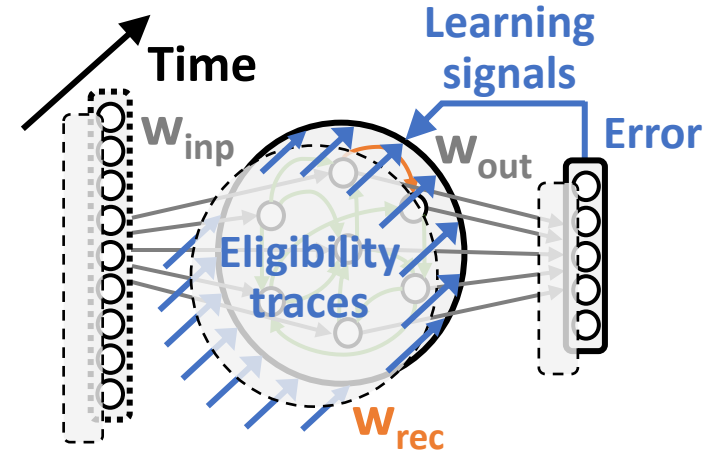 Learning
signals
Time
Error
w_inp
w_out
Eligibility
traces
w_rec